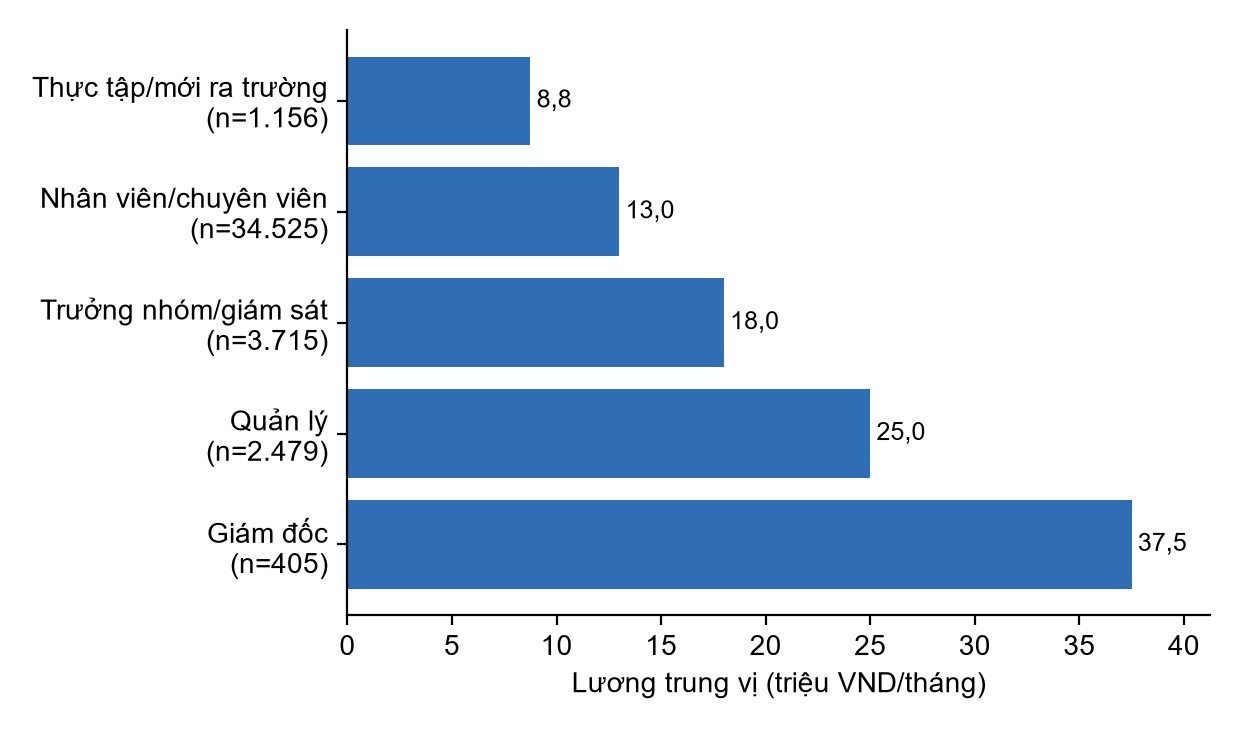 Thực tập/mới ra trường
(n=1.156)
8,8
Nhân viên/chuyên viên
(n=34.525)
13,0
Trưởng nhóm/giám sát
(n=3.715)
18,0
Quản lý
(n=2.479)
25,0
Giám đốc
(n=405)
37,5
0 5 10 15 20 25 30 35 40
Lương trung vị (triệu VND/tháng)